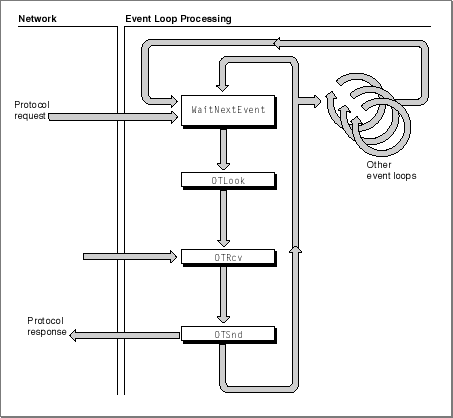 Network
Event Loop Processing
Protocol
request
WaitNextEvent
Other
event loops
OTLook
OTRcv
Protocol
response
OTSnd